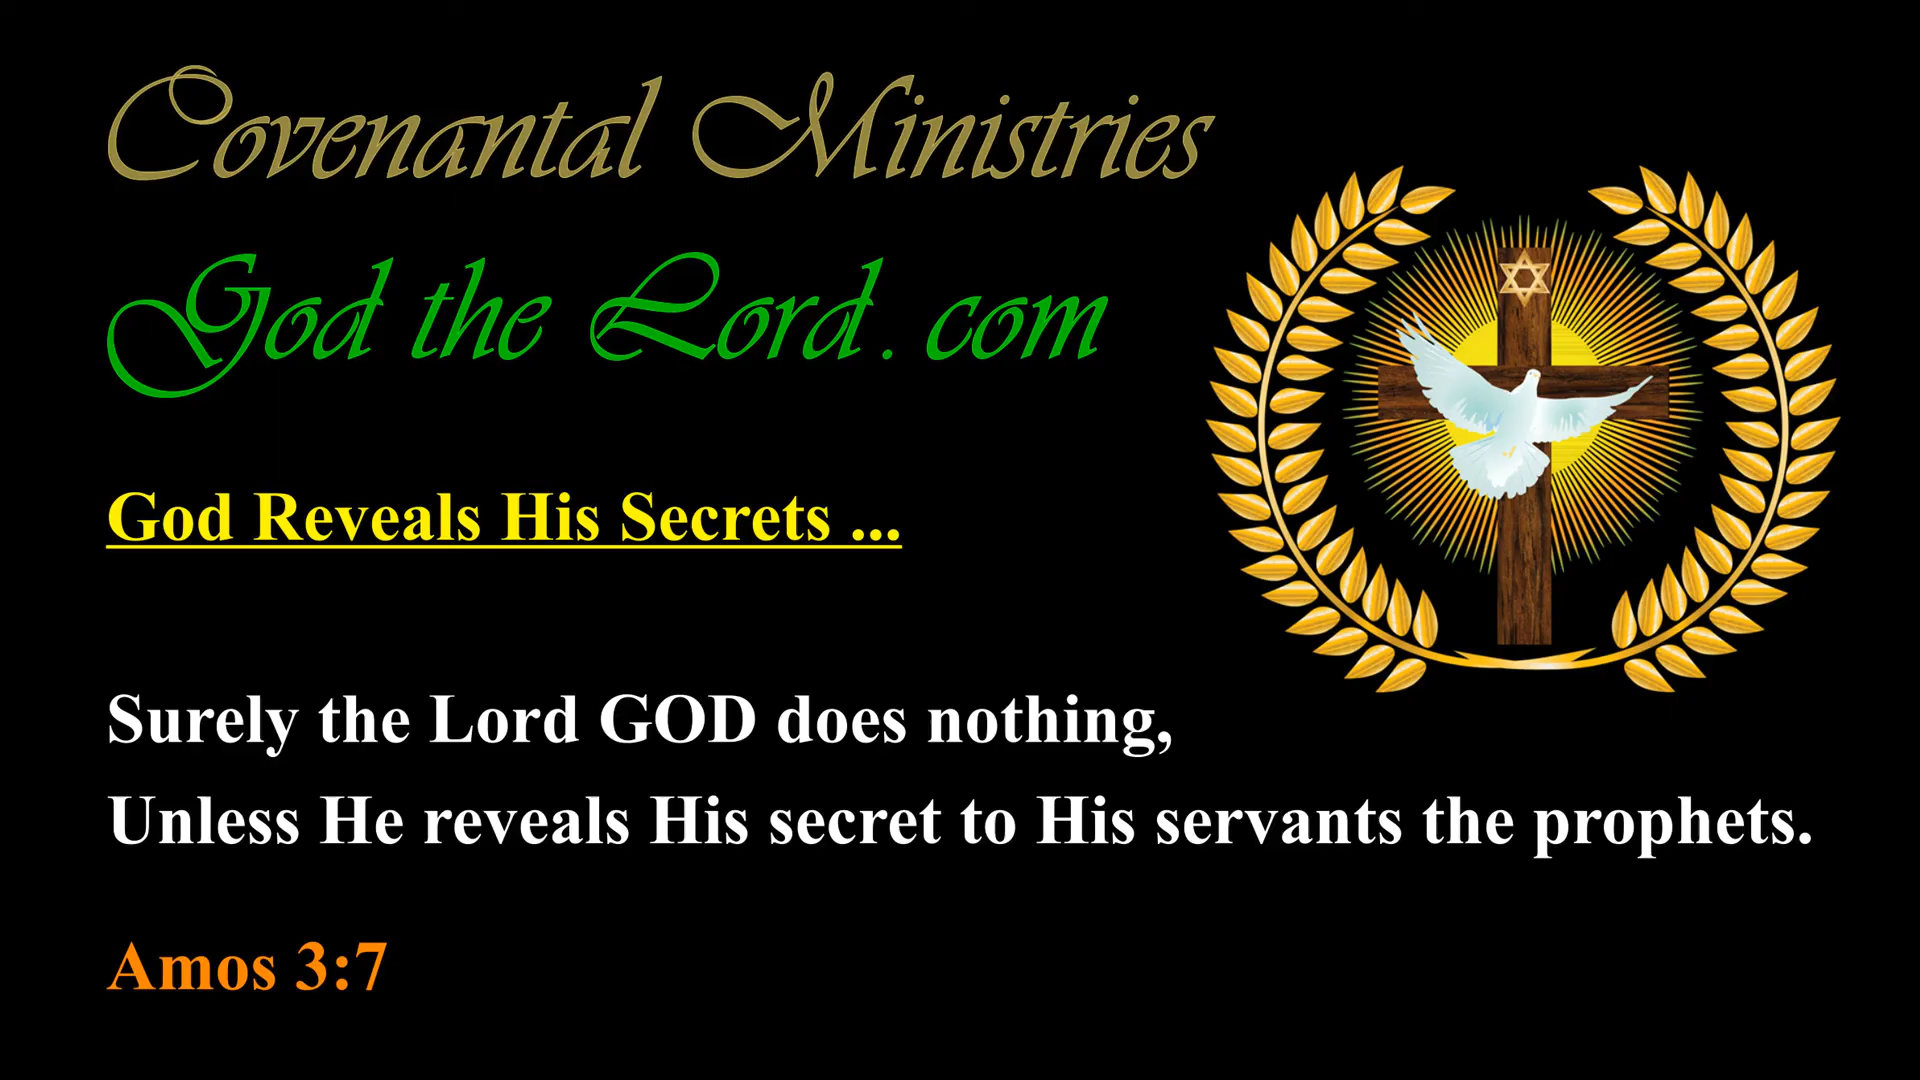 Covenantal Ministries
God the Lord . com
God Reveals His Secrets ...
Surely the Lord GOD does nothing,
Unless He reveals His secret to His servants the prophets.
Amos 3:7